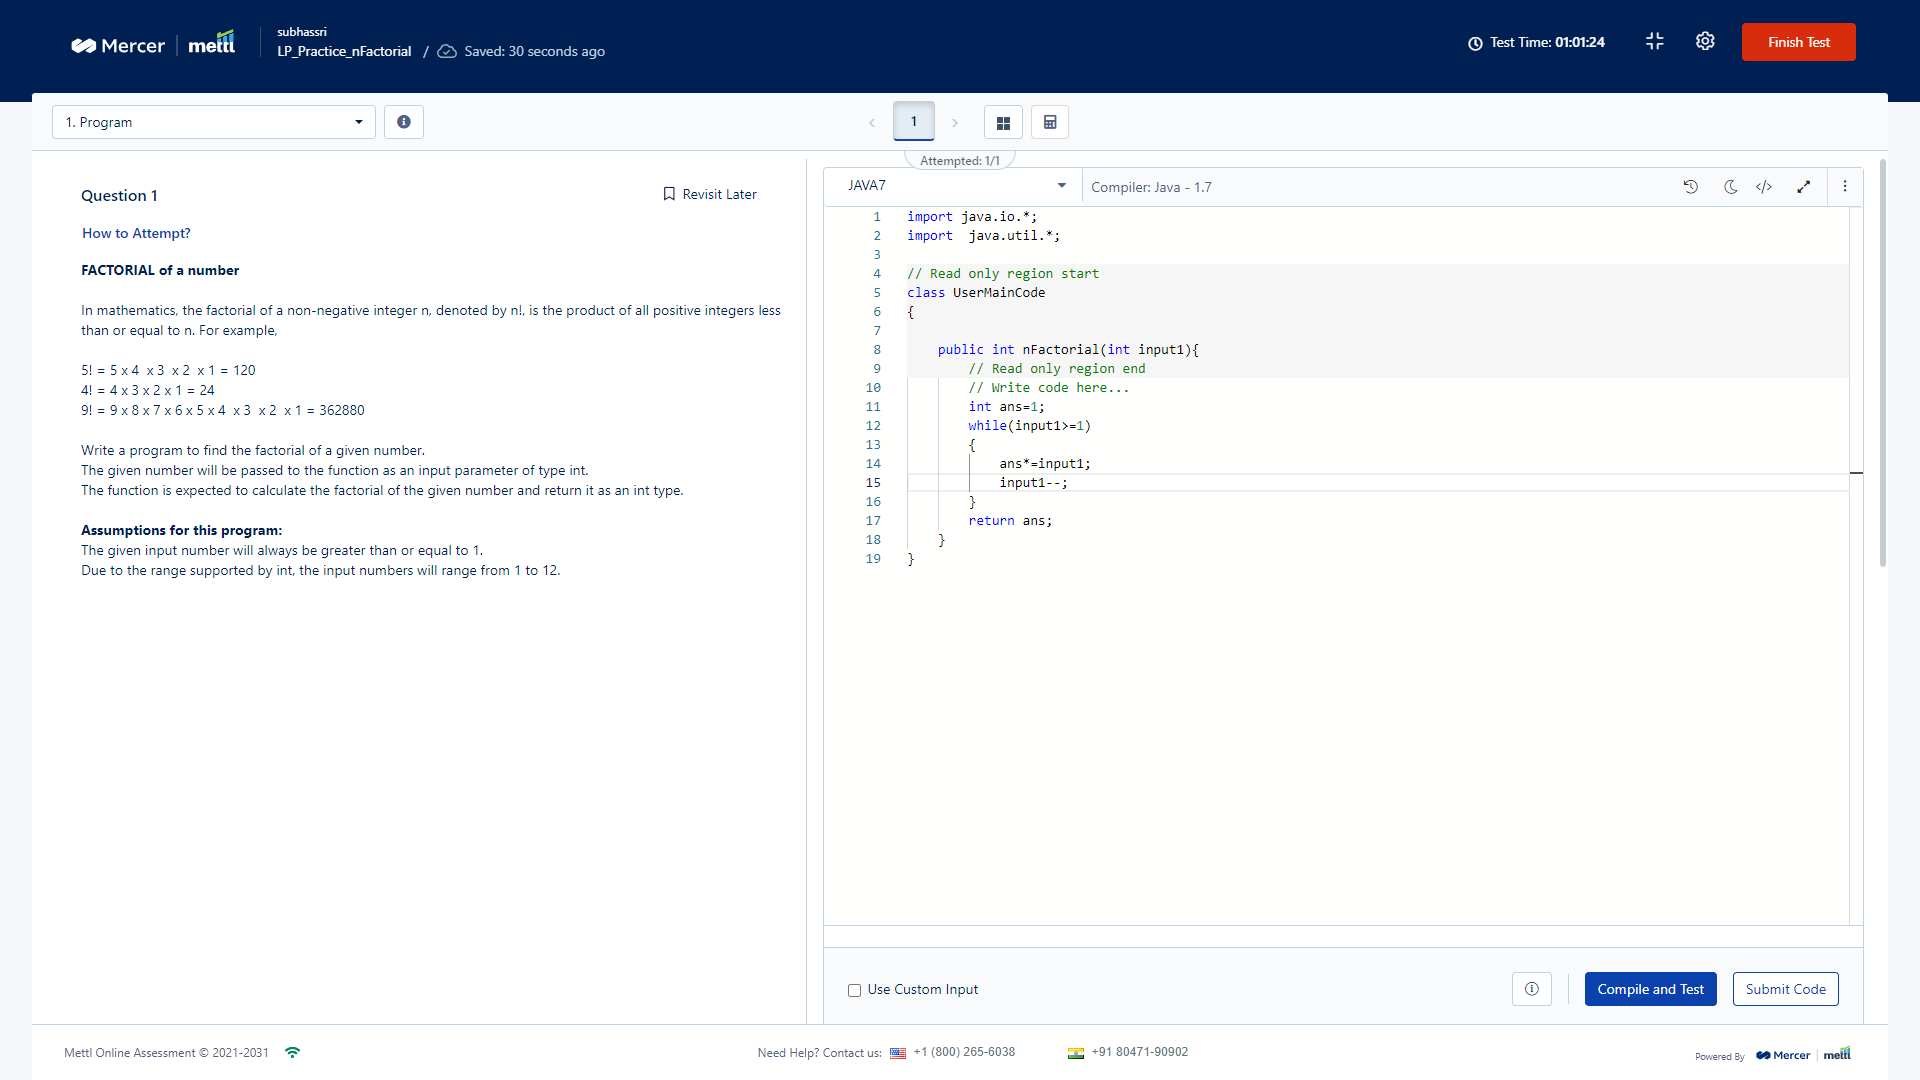 Mercer mettl
subhassri
LP_Practice_nFactorial / Saved: 30 seconds ago
Test Time: 01:01:24
Finish Test
1. Program
1
Attempted: 1/1
Question 1
Revisit Later
How to Attempt?
FACTORIAL of a number
In mathematics, the factorial of a non-negative integer n, denoted by n!, is the product of all positive integers less
than or equal to n. For example,
5! = 5 x 4  x 3  x 2  x 1 = 120
4! = 4 x 3 x 2 x 1 = 24
9! = 9 x 8 x 7 x 6 x 5 x 4  x 3  x 2  x 1 = 362880
Write a program to find the factorial of a given number.
The given number will be passed to the function as an input parameter of type int.
The function is expected to calculate the factorial of the given number and return it as an int type.
Assumptions for this program:
The given input number will always be greater than or equal to 1.
Due to the range supported by int, the input numbers will range from 1 to 12.
JAVA7
Compiler: Java - 1.7
1 import java.io.*;
2 import  java.util.*;
3
4 // Read only region start
5 class UserMainCode
6 {
7
8     public int nFactorial(int input1){
9         // Read only region end
10         // Write code here...
11         int ans=1;
12         while(input1>=1)
13         {
14             ans*=input1;
15             input1--;
16         }
17         return ans;
18     }
19 }
Use Custom Input
Compile and Test
Submit Code
Mettl Online Assessment © 2021-2031
Need Help? Contact us: +1 (800) 265-6038
+91 80471-90902
Powered By Mercer mettl